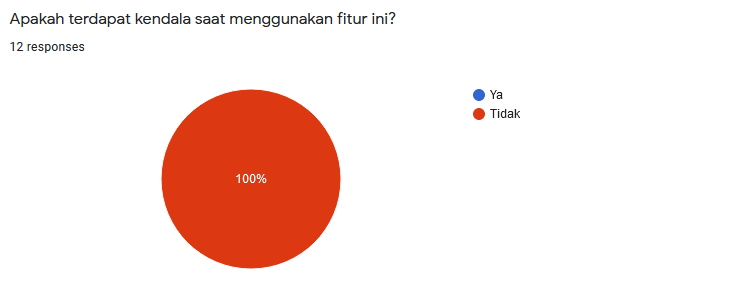 Apakah terdapat kendala saat menggunakan fitur ini?
12 responses
Ya
Tidak
100%